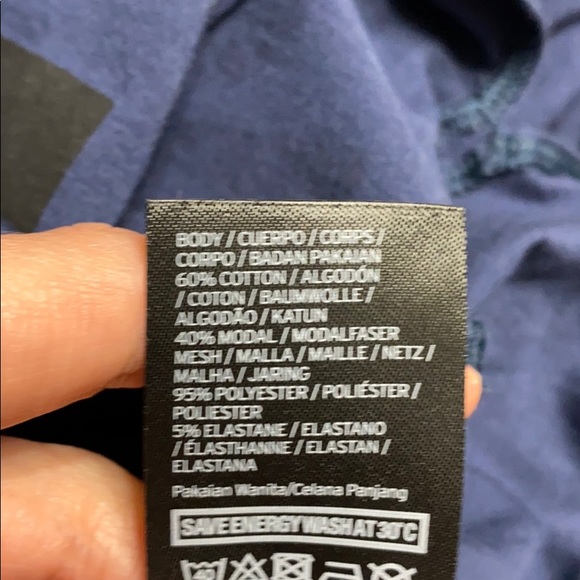 BODY / CUERPO / CORPS /
CORPO / BADAN PAKAIAN
60% COTTON / ALGODÓN
/ COTON / BAUMWOLLE /
ALGODÃO / KATUN
40% MODAL / MODALFASER
MESH / MALLA / MAILLE / NETZ /
MALHA / JARING
95% POLYESTER / POLIÉSTER /
POLIESTER
5% ELASTANE / ELASTANO
/ ÉLASTHANNE / ELASTAN /
ELASTANA
Pakaian Wanita/Celana Panjang
SAVE ENERGY WASH AT 30°C